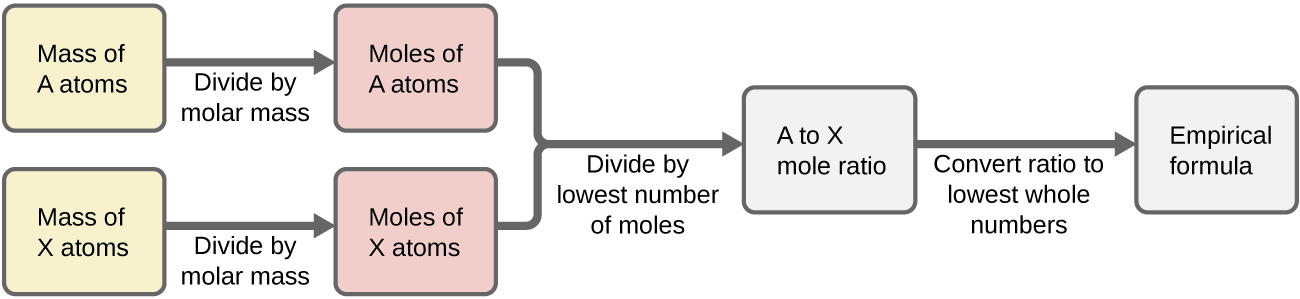 Mass of
A atoms
Divide by
molar mass
Moles of
A atoms
Mass of
X atoms
Divide by
molar mass
Moles of
X atoms
Divide by
lowest number
of moles
A to X
mole ratio
Convert ratio to
lowest whole
numbers
Empirical
formula